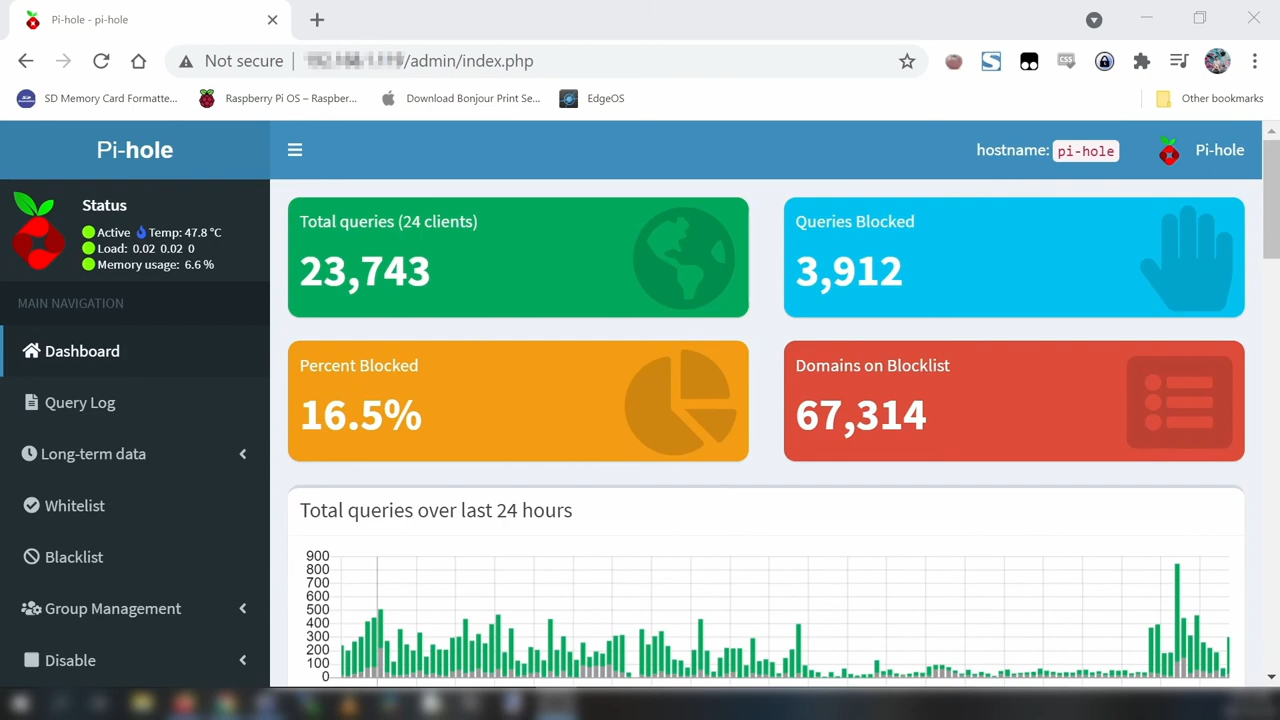 Pi-hole - pi-hole
Not secure | /admin/index.php
SD Memory Card Formatte... Raspberry Pi OS – Raspber... Download Bonjour Print Se... EdgeOS Other bookmarks
Pi-hole
hostname: pi-hole Pi-hole
Status
Active Temp: 47.8 °C
Load: 0.02 0.02 0
Memory usage: 6.6 %
MAIN NAVIGATION
Dashboard
Query Log
Long-term data
Whitelist
Blacklist
Group Management
Disable
Total queries (24 clients)
23,743
Queries Blocked
3,912
Percent Blocked
16.5%
Domains on Blocklist
67,314
Total queries over last 24 hours
900
800
700
600
500
400
300
200
100
0